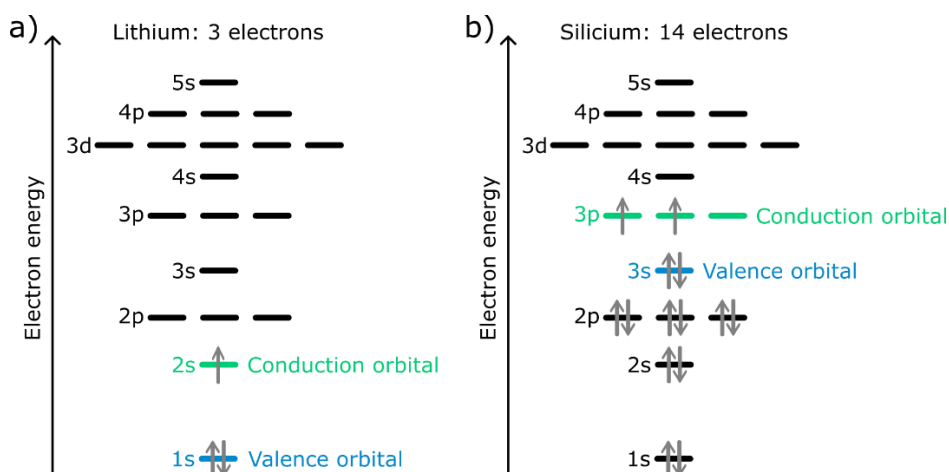 a)
Lithium: 3 electrons
Electron energy
5s
4p
3d
4s
3p
3s
2p
2s Conduction orbital
1s Valence orbital
b)
Silicium: 14 electrons
Electron energy
5s
4p
3d
4s
3p Conduction orbital
3s Valence orbital
2p
2s
1s